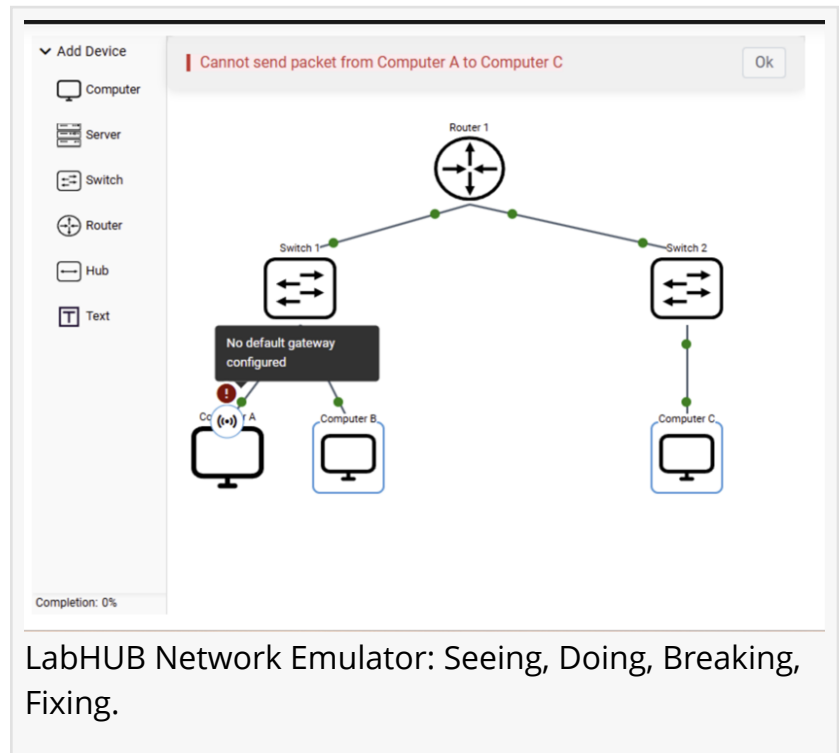 Add Device
Computer
Server
Switch
Router
Hub
Text
Completion: 0%
Cannot send packet from Computer A to Computer C
Ok
Router 1
Switch 1
Switch 2
No default gateway
configured
A
Computer B
Computer C
LabHUB Network Emulator: Seeing, Doing, Breaking,
Fixing.